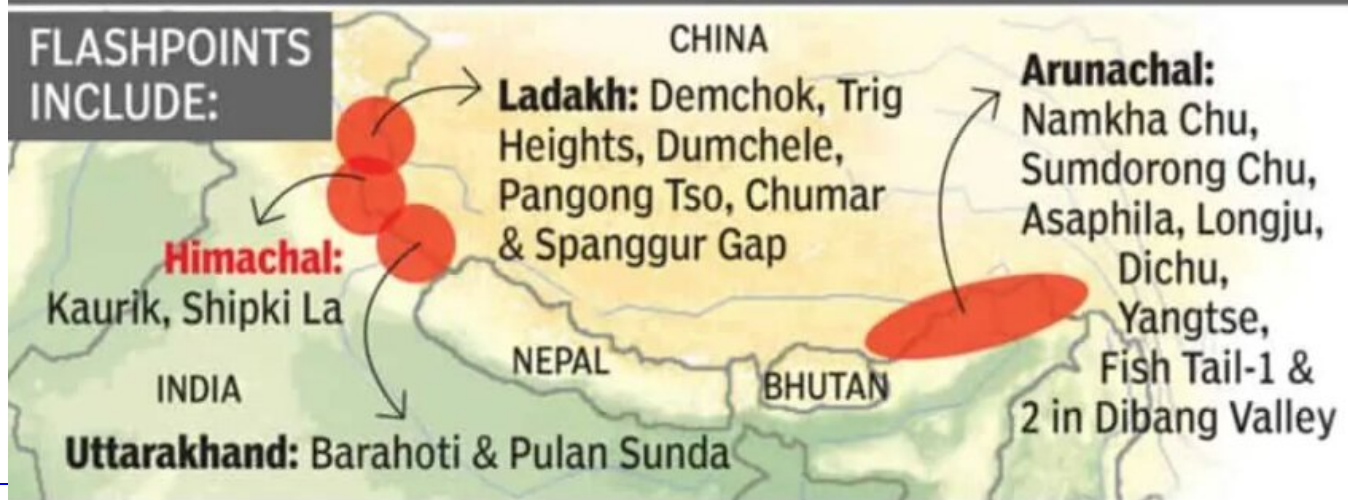 FLASHPOINTS
INCLUDE:
CHINA
Ladakh: Demchok, Trig
Heights, Dumchele,
Pangong Tso, Chumar
& Spanggur Gap
Arunachal:
Namkha Chu,
Sumdorong Chu,
Asaphila, Longju,
Dichu,
Yangtse,
Fish Tail-1 &
2 in Dibang Valley
Himachal:
Kaurik, Shipki La
INDIA
NEPAL
BHUTAN
Uttarakhand: Barahoti & Pulan Sunda